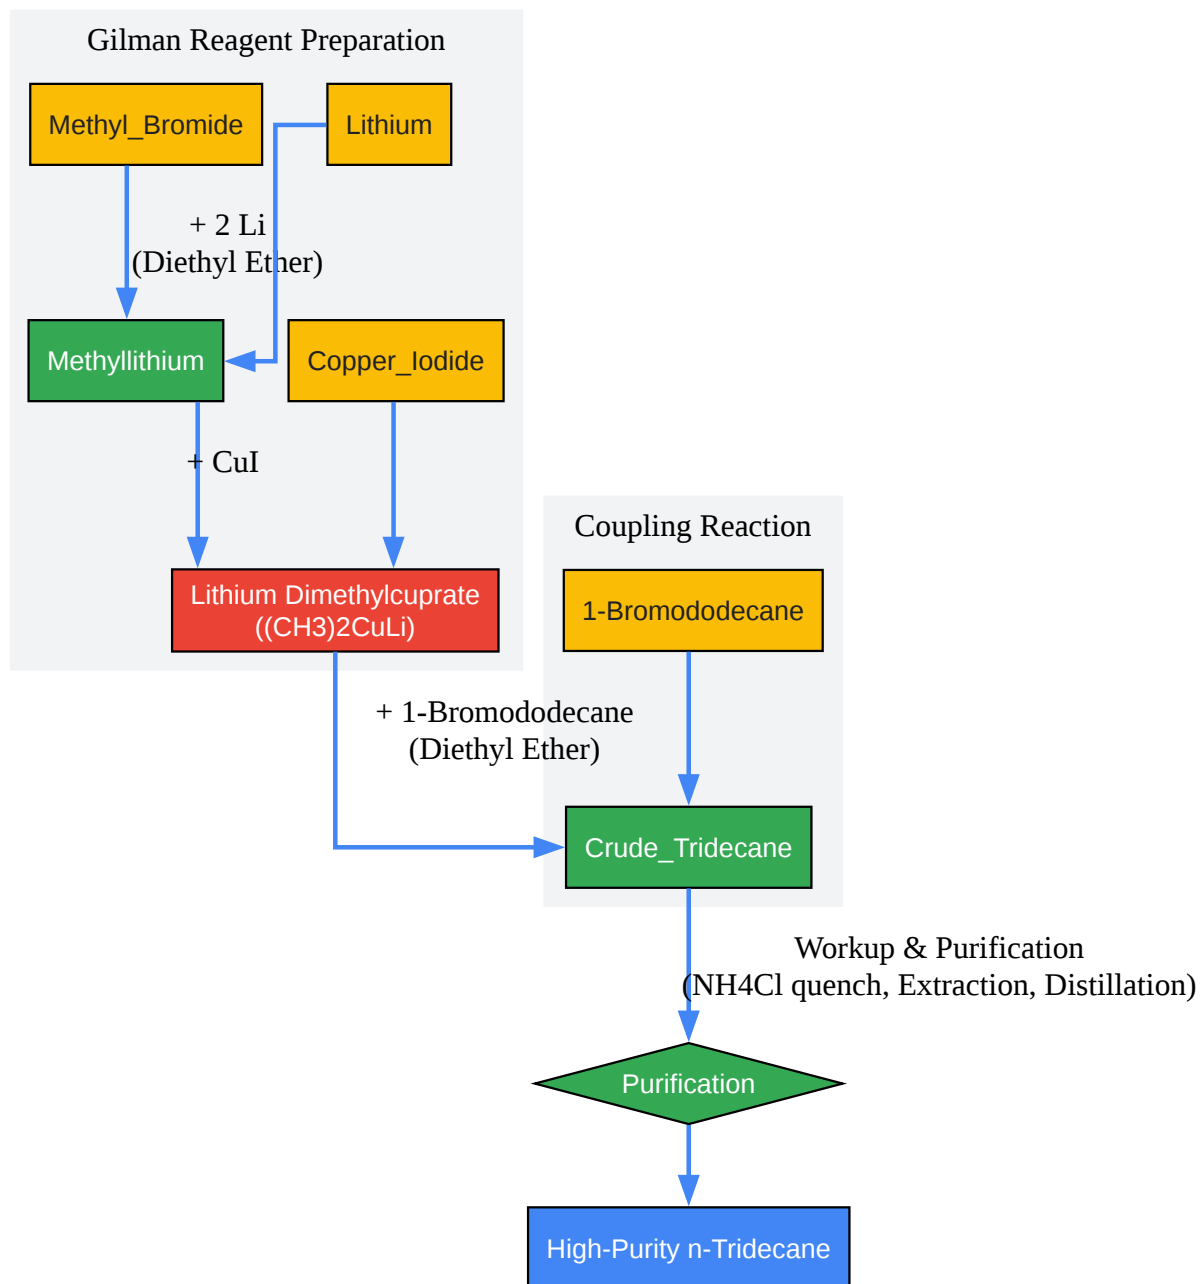 Gilman Reagent Preparation
Methyl_Bromide
Lithium
+ 2 Li
(Diethyl Ether)
Methyllithium
Copper_Iodide
+ CuI
Lithium Dimethylcuprate
((CH3)2CuLi)
Coupling Reaction
1-Bromododecane
+ 1-Bromododecane
(Diethyl Ether)
Crude_Tridecane
Workup & Purification
(NH4Cl quench, Extraction, Distillation)
Purification
High-Purity n-Tridecane